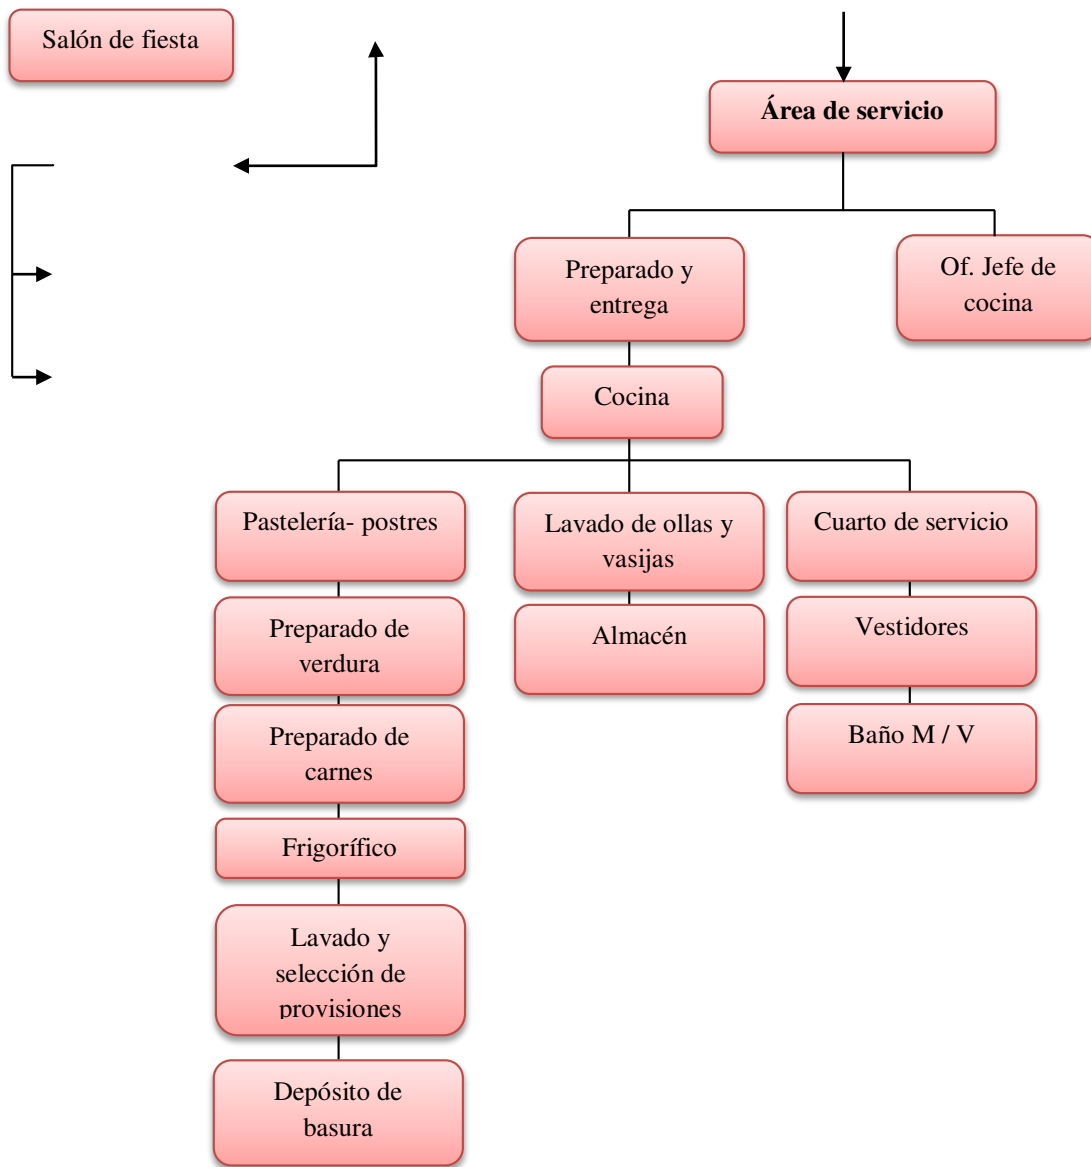 Salón de fiesta
Área de servicio
Preparado y
entrega
Of. Jefe de
cocina
Cocina
Pastelería- postres
Lavado de ollas y
vasijas
Cuarto de servicio
Preparado de
verdura
Almacén
Vestidores
Preparado de
carnes
Baño M / V
Frigorífico
Lavado y
selección de
provisiones
Depósito de
basura